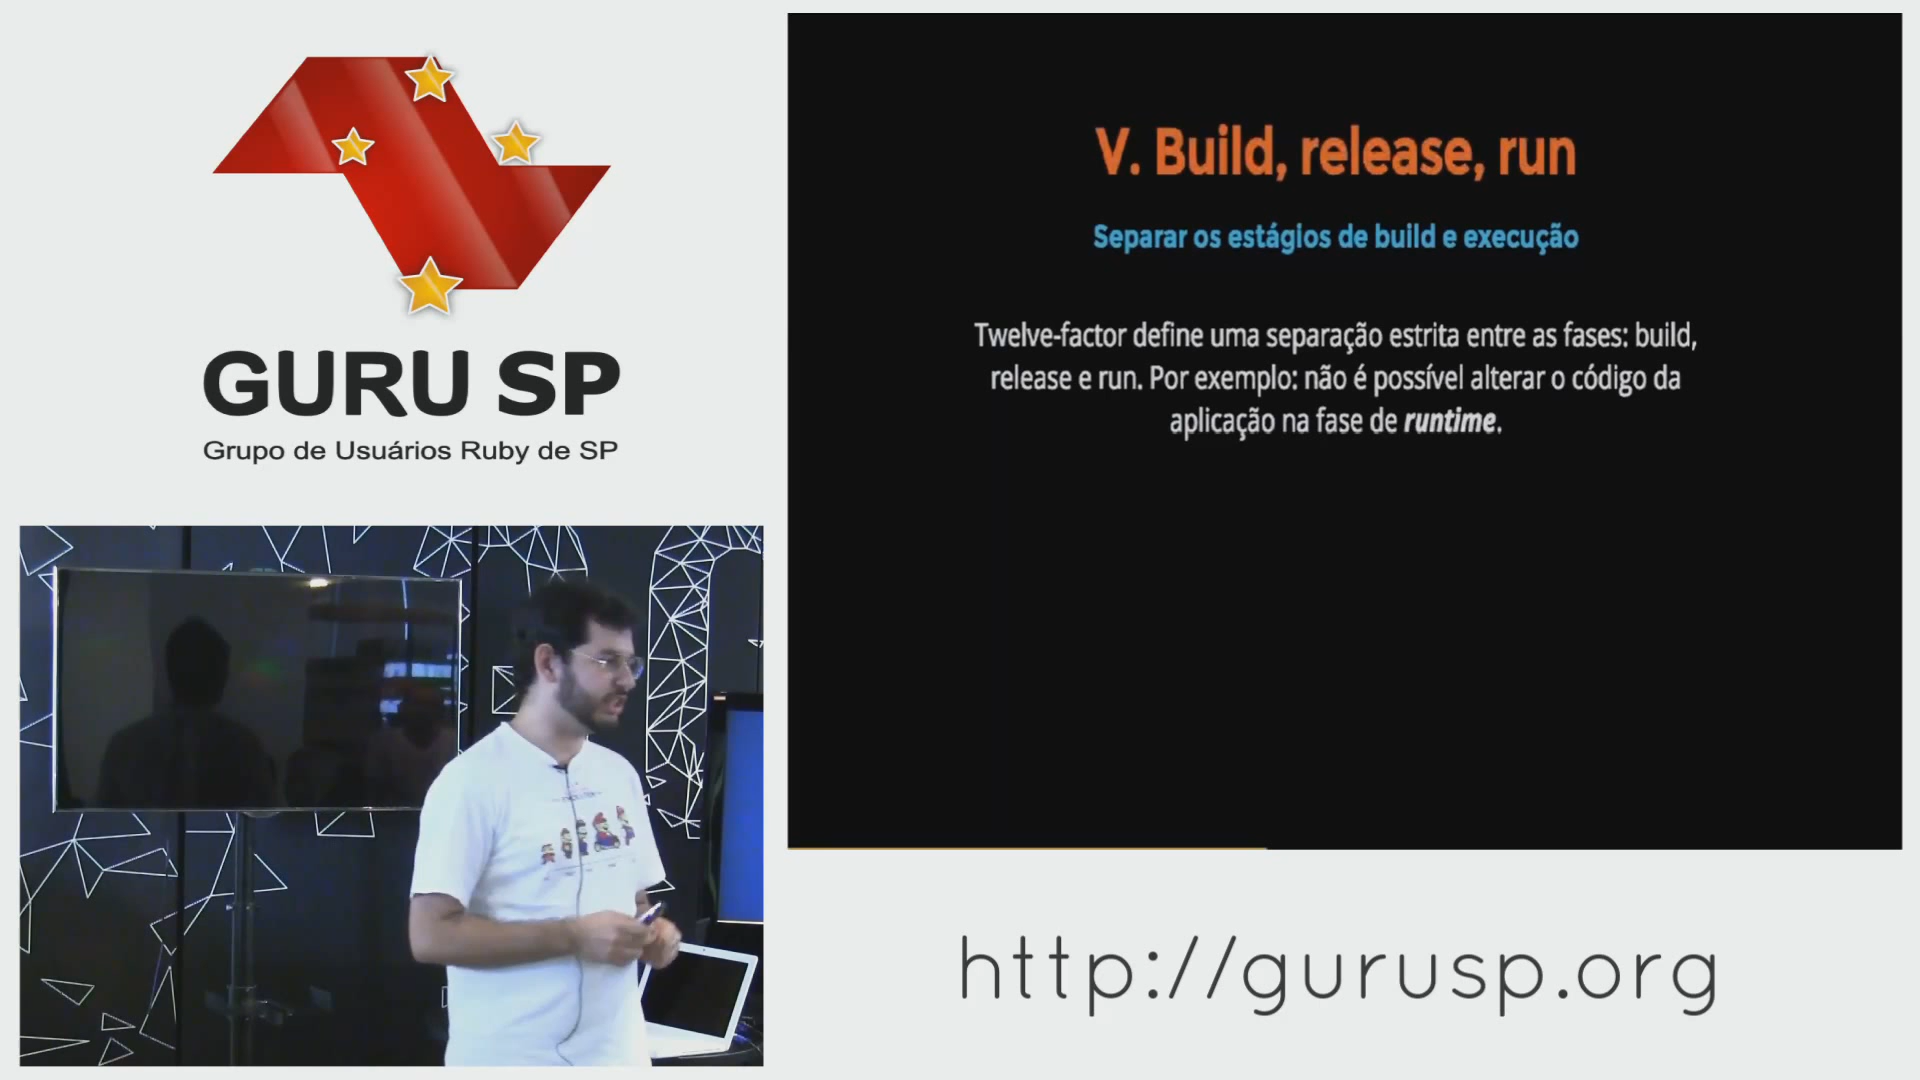 GURU SP
Grupo de Usuários Ruby de SP
V. Build, release, run
Separar os estágios de build e execução
Twelve-factor define uma separação estrita entre as fases: build,
release e run. Por exemplo: não é possível alterar o código da
aplicação na fase de runtime.
http://gurusp.org